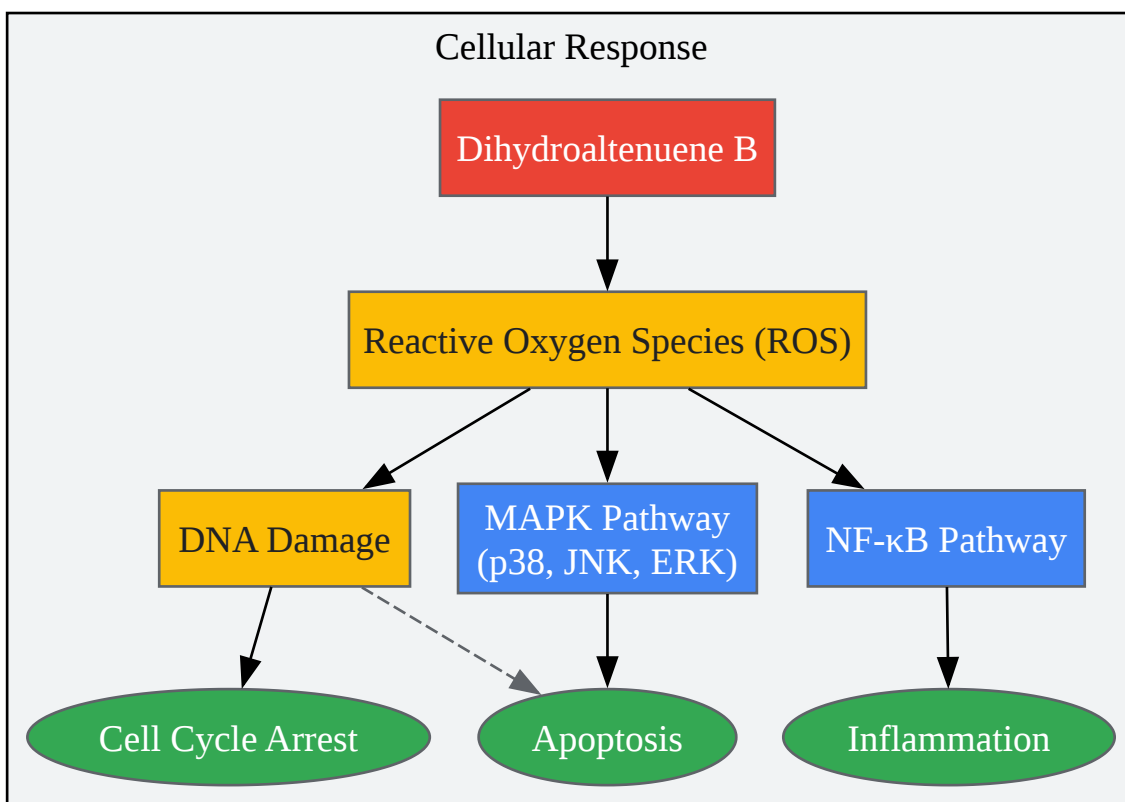 Cellular Response
Dihydroaltenuene B
Reactive Oxygen Species (ROS)
DNA Damage
MAPK Pathway
(p38, JNK, ERK)
NF-κB Pathway
Cell Cycle Arrest
Apoptosis
Inflammation